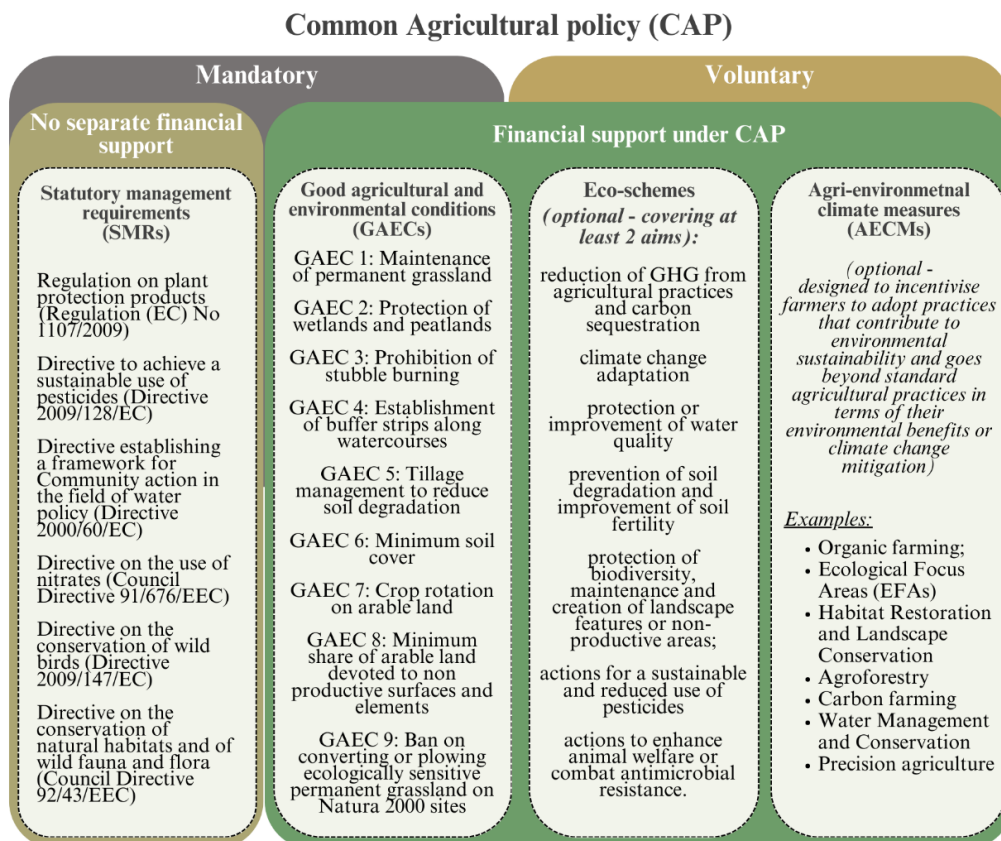 Common Agricultural policy (CAP)
Mandatory
Voluntary
No separate financial
support
Financial support under CAP
Statutory management
requirements
(SMRs)
Regulation on plant
protection products
(Regulation (EC) No
1107/2009)
Directive to achieve a
sustainable use of
pesticides (Directive
2009/128/EC)
Directive establishing
a framework for
Community action in
the field of water
policy (Directive
2000/60/EC)
Directive on the use of
nitrates (Council
Directive 91/676/EEC)
Directive on the
conservation of wild
birds (Directive
2009/147/EC)
Directive on the
conservation of
natural habitats and of
wild fauna and flora
(Council Directive
92/43/EEC)
Good agricultural and
environmental conditions
(GAECs)
GAEC 1: Maintenance
of permanent grassland
GAEC 2: Protection of
wetlands and peatlands
GAEC 3: Prohibition of
stubble burning
GAEC 4: Establishment
of buffer strips along
watercourses
GAEC 5: Tillage
management to reduce
soil degradation
GAEC 6: Minimum soil
cover
GAEC 7: Crop rotation
on arable land
GAEC 8: Minimum
share of arable land
devoted to non
productive surfaces and
elements
GAEC 9: Ban on
converting or plowing
ecologically sensitive
permanent grassland on
Natura 2000 sites
Eco-schemes
(optional - covering at
least 2 aims):
reduction of GHG from
agricultural practices
and carbon
sequestration
climate change
adaptation
protection or
improvement of water
quality
prevention of soil
degradation and
improvement of soil
fertility
protection of
biodiversity,
maintenance and
creation of landscape
features or non-
productive areas;
actions for a sustainable
and reduced use of
pesticides
actions to enhance
animal welfare or
combat antimicrobial
resistance.
Agri-environmetnal
climate measures
(AECMs)
(optional -
designed to incentivise
farmers to adopt practices
that contribute to
environmental
sustainability and goes
beyond standard
agricultural practices in
terms of their
environmental benefits or
climate change
mitigation)
Examples:
• Organic farming;
• Ecological Focus
Areas (EFAs)
• Habitat Restoration
and Landscape
Conservation
• Agroforestry
• Carbon farming
• Water Management
and Conservation
• Precision agriculture